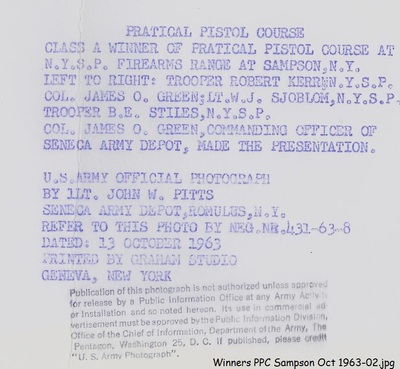 PRATICAL PISTOL COURSE
CLASS A WINNER OF PRATICAL PISTOL COURSE AT
N.Y.S.P. FIREARMS RANGE AT SAMPSON,N.Y.
LEFT TO RIGHT: TROOPER ROBERT KERR,N.Y.S.P.
COL. JAMES O. GREEN;LT.W.J. SJOBLOM,N.Y.S.P.
TROOPER B.E. STILES,N.Y.S.P.
COL. JAMES O. GREEN,COMMANDING OFFICER OF
SENECA ARMY DEPOT, MADE THE PRESENTATION.
U.S.ARMY OFFICIAL PHOTOGRAPH
BY 1LT. JOHN W. PITTS
SENECA ARMY DEPOT,ROMULUS,N.Y.
REFER TO THIS PHOTO BY NEG.NR.431-63-8
DATED: 13 OCTOBER 1963
PRINTED BY GRAHAM STUDIO
GENEVA, NEW YORK
Publication of this photograph is not authorized unless approved
for release by a Public Information Office at any Army Activity
or Installation and so noted hereon. Its use in commercial ad-
vertisement must be approved by the Public Information Division,
Office of the Chief of Information, Department of the Army, The
Pentagon, Washington 25, D. C. If published, please credit
"U. S. Army Photograph".
Winners PPC Sampson Oct 1963-02.jpg